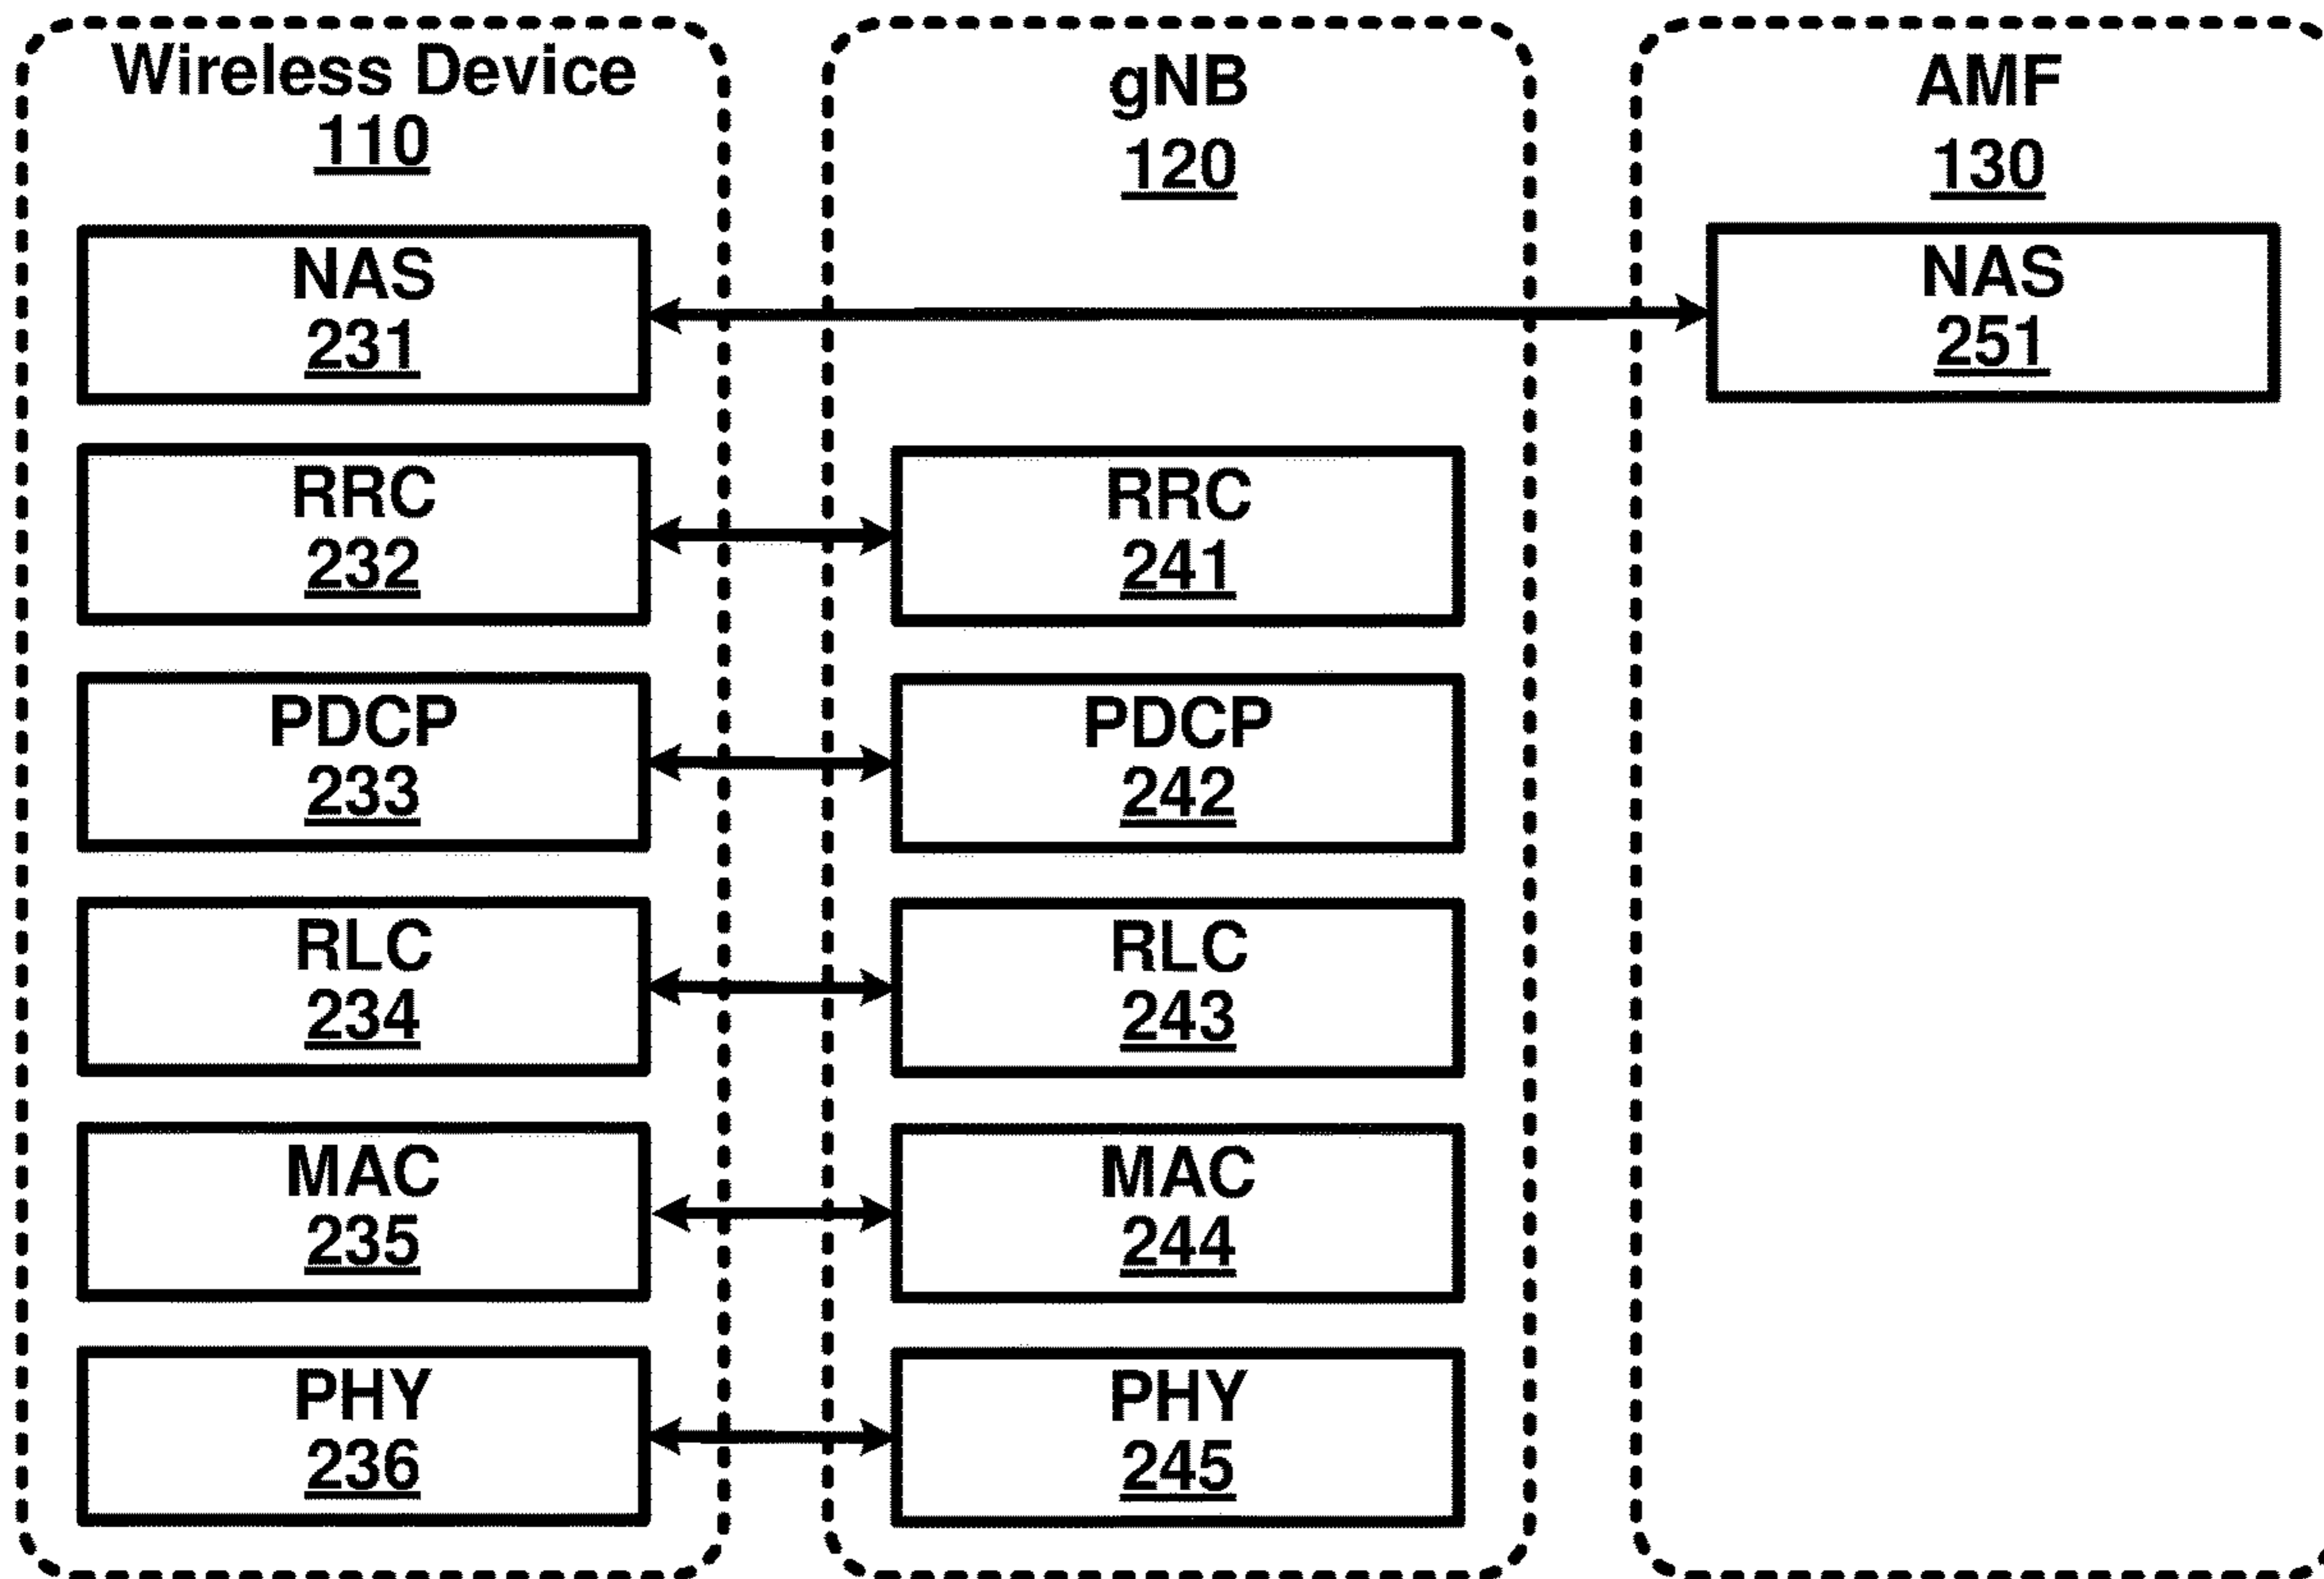 Wireless Device
110
gNB
120
AMF
130
NAS
231
NAS
251
RRC
232
RRC
241
PDCP
233
PDCP
242
RLC
234
RLC
243
MAC
235
MAC
244
PHY
236
PHY
245